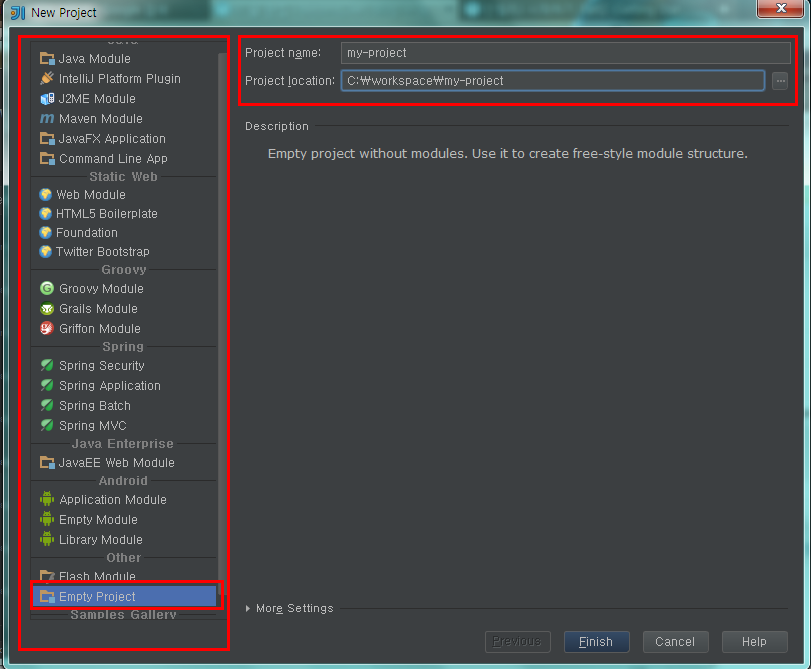 New Project
Java
Java Module
IntelliJ Platform Plugin
J2ME Module
Maven Module
JavaFX Application
Command Line App
Static Web
Web Module
HTML5 Boilerplate
Foundation
Twitter Bootstrap
Groovy
Groovy Module
Grails Module
Griffon Module
Spring
Spring Security
Spring Application
Spring Batch
Spring MVC
Java Enterprise
JavaEE Web Module
Android
Application Module
Empty Module
Library Module
Other
Flash Module
Empty Project
Samples Gallery
Project name: my-project
Project location: C:₩workspace₩my-project ...
Description
Empty project without modules. Use it to create free-style module structure.
More Settings
Previous Finish Cancel Help